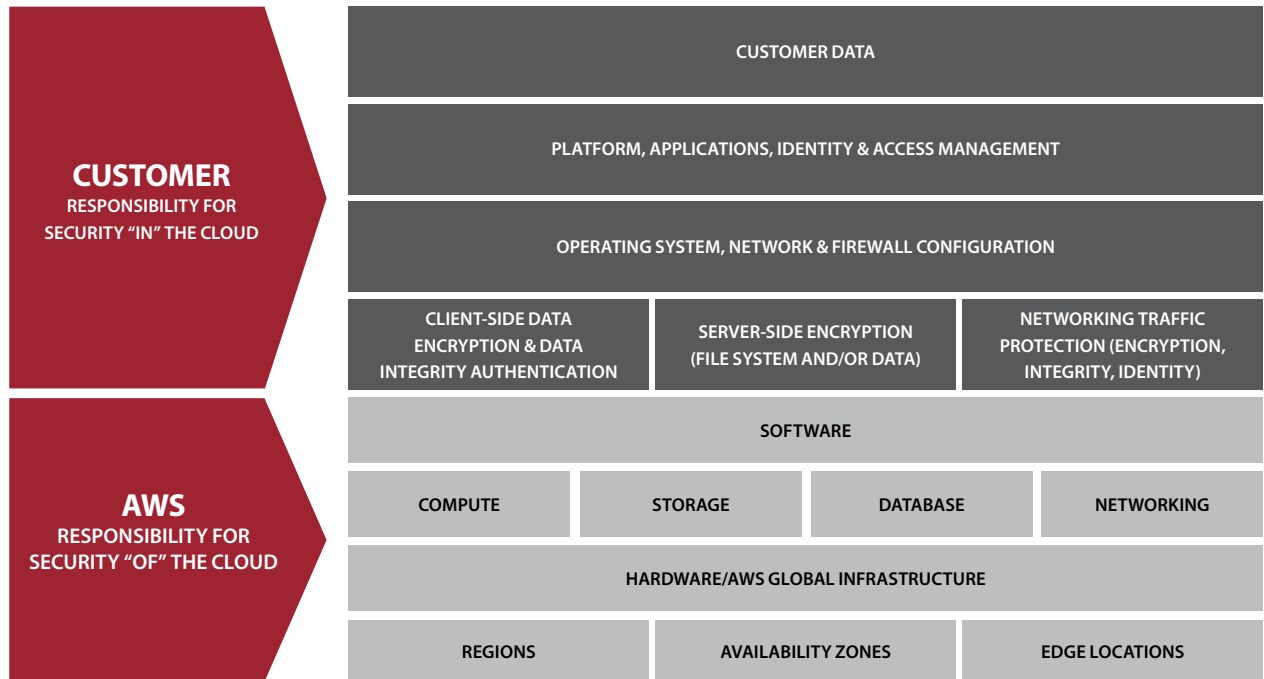 CUSTOMER
RESPONSIBILITY FOR
SECURITY “IN” THE CLOUD
CUSTOMER DATA
PLATFORM, APPLICATIONS, IDENTITY & ACCESS MANAGEMENT
OPERATING SYSTEM, NETWORK & FIREWALL CONFIGURATION
CLIENT-SIDE DATA
ENCRYPTION & DATA
INTEGRITY AUTHENTICATION
SERVER-SIDE ENCRYPTION
(FILE SYSTEM AND/OR DATA)
NETWORKING TRAFFIC
PROTECTION (ENCRYPTION,
INTEGRITY, IDENTITY)
AWS
RESPONSIBILITY FOR
SECURITY “OF” THE CLOUD
SOFTWARE
COMPUTE
STORAGE
DATABASE
NETWORKING
HARDWARE/AWS GLOBAL INFRASTRUCTURE
REGIONS
AVAILABILITY ZONES
EDGE LOCATIONS